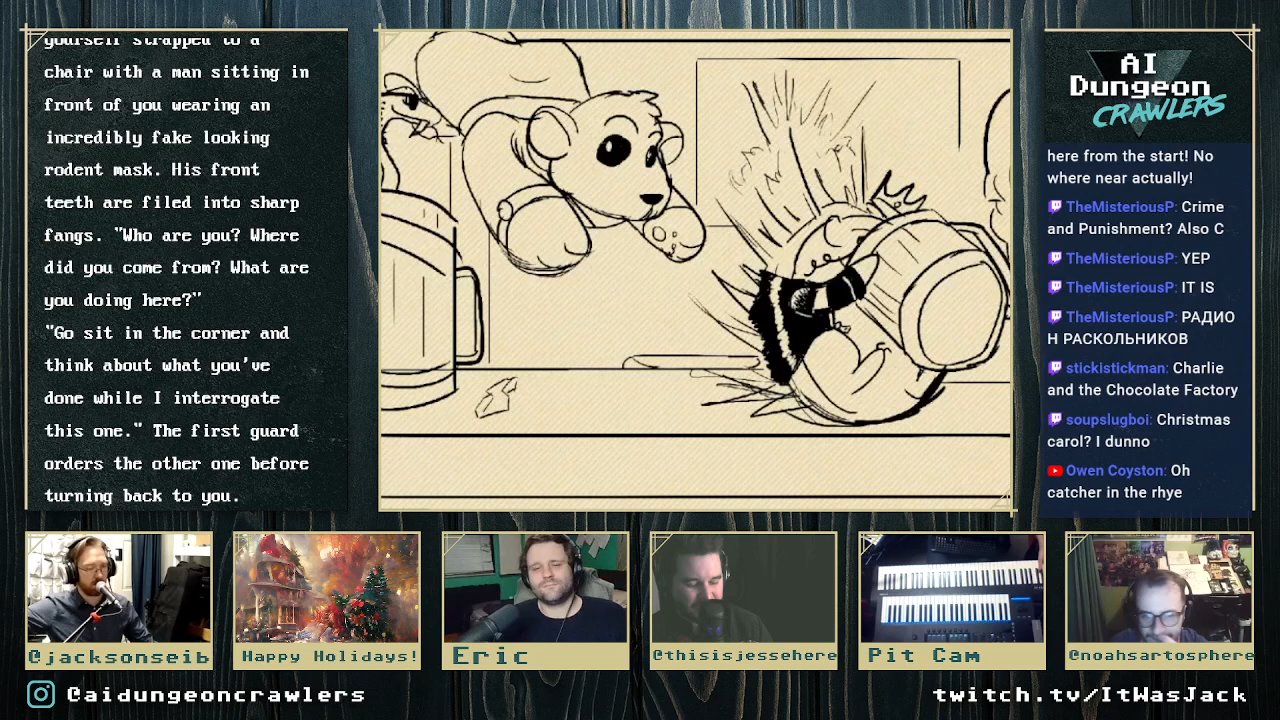 yourself strapped to a
chair with a man sitting in
front of you wearing an
incredibly fake looking
rodent mask. His front
teeth are filed into sharp
fangs. "Who are you? Where
did you come from? What are
you doing here?"
"Go sit in the corner and
think about what you've
done while I interrogate
this one." The first guard
orders the other one before
turning back to you.
AI
Dungeon
CRAWLERS
here from the start! No
where near actually!
TheMisteriousP: Crime
and Punishment? Also C
TheMisteriousP: YEP
TheMisteriousP: IT IS
TheMisteriousP: РАДИО
Н РАСКОЛЬНИКОВ
stickistickman: Charlie
and the Chocolate Factory
soupslugboi: Christmas
carol? I dunno
Owen Coyston: Oh
catcher in the rhye
@jacksonseib
Happy Holidays!
Eric
@thisisjessehere
Pit Cam
@noahsartosphere
@aidungeoncrawlers
twitch.tv/ItWasJack